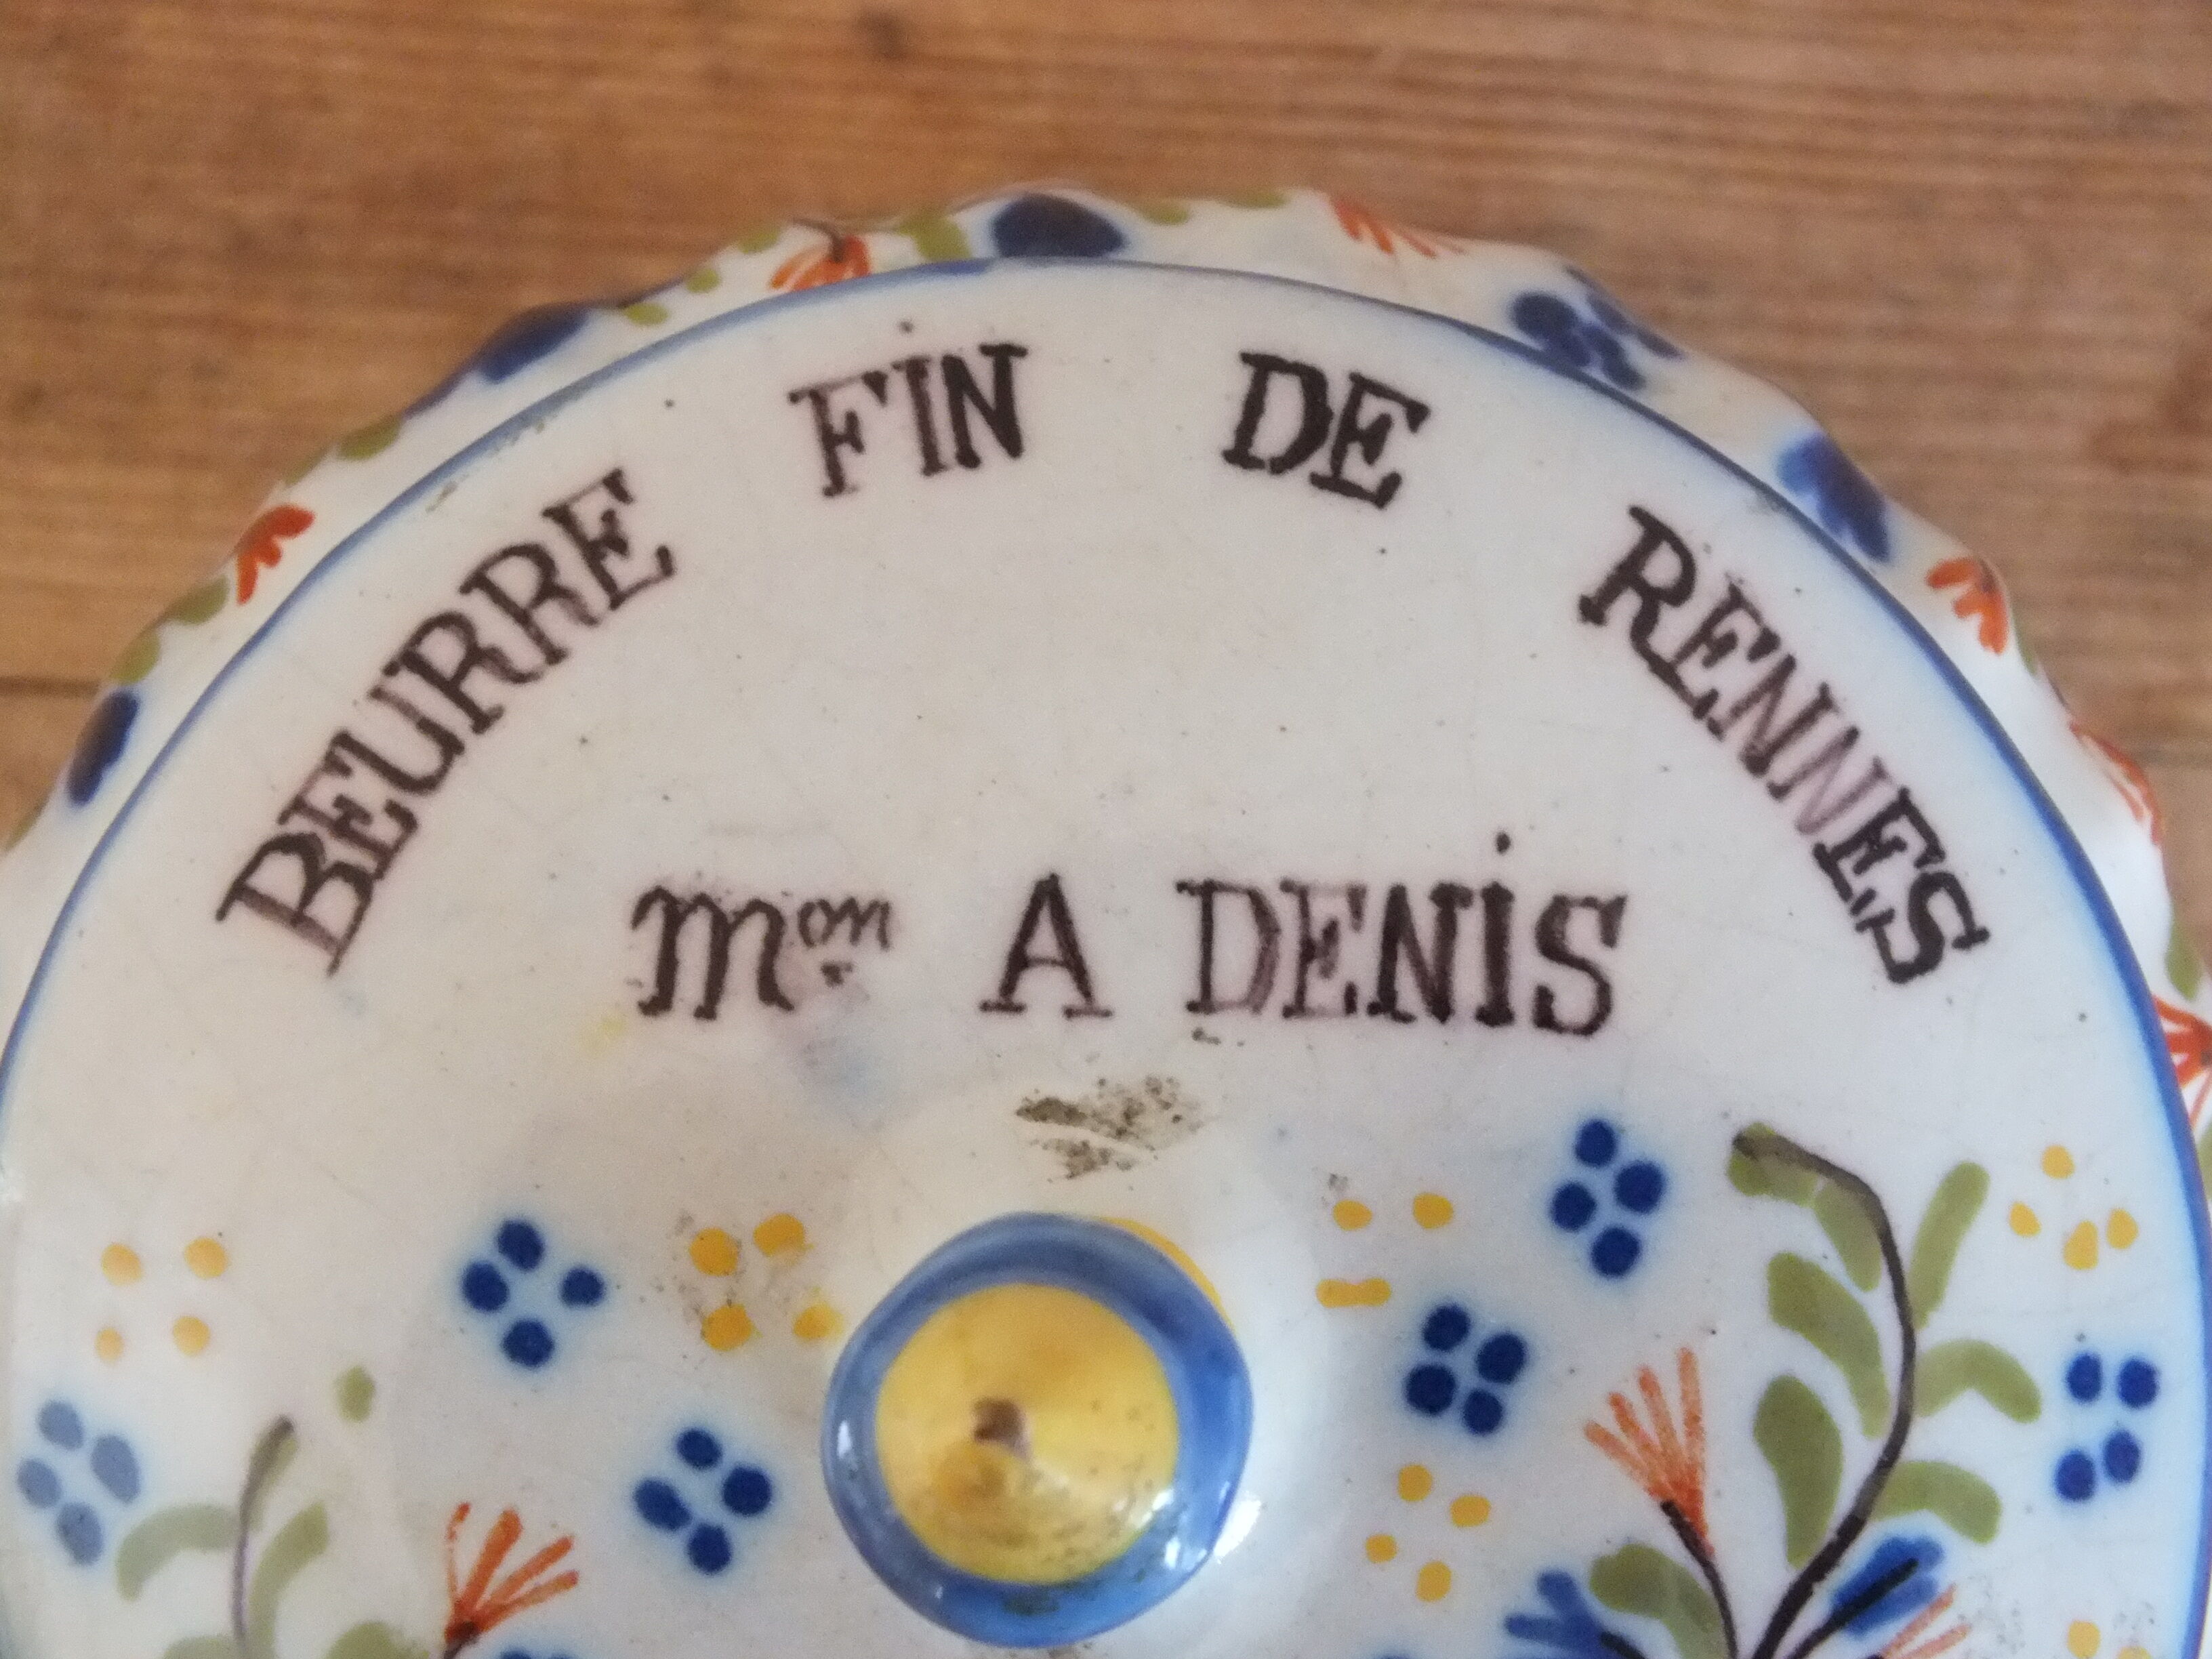 BEURRE FIN DE RENNES
Mon A DENIS